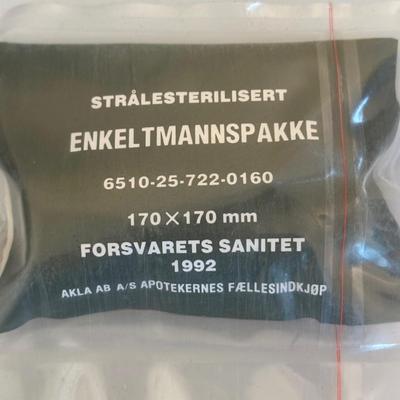 STRÅLESTERILISERT
ENKELTMANNSPAKKE
6510-25-722-0160
170×170 mm
FORSVARETS SANITET
1992
AKLA AB A/S APOTEKERNES FÆLLESINDKJØP